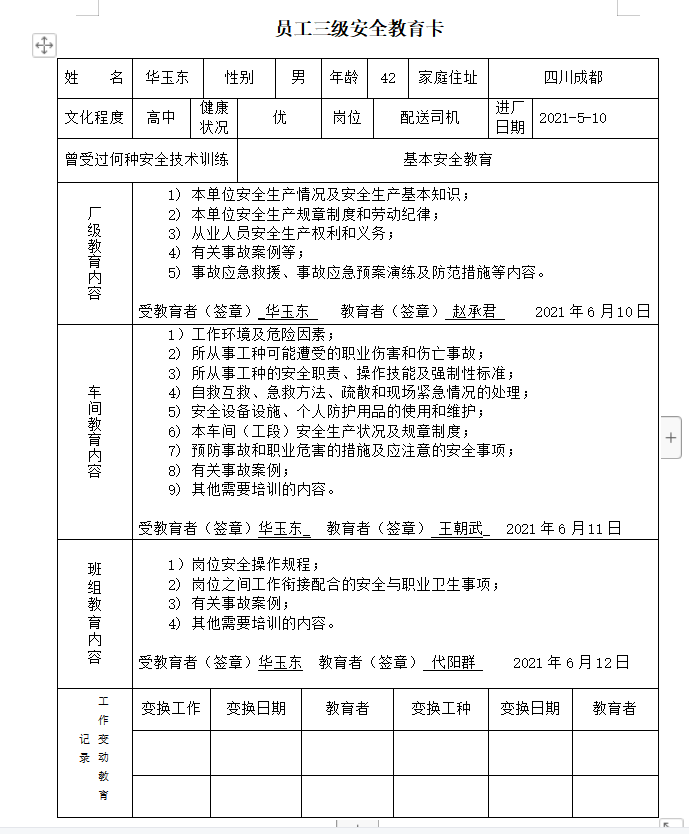 员工三级安全教育卡
姓 名 华玉东 性别 男 年龄 42 家庭住址 四川成都
文化程度 高中 健康状况 优 岗位 配送司机 进厂日期 2021-5-10
曾受过何种安全技术训练 基本安全教育
厂级教育内容
1) 本单位安全生产情况及安全生产基本知识；
2) 本单位安全生产规章制度和劳动纪律；
3) 从业人员安全生产权利和义务；
4) 有关事故案例等；
5) 事故应急救援、事故应急预案演练及防范措施等内容。
受教育者（签章） 华玉东 教育者（签章） 赵承君 2021年6月10日
车间教育内容
1）工作环境及危险因素；
2) 所从事工种可能遭受的职业伤害和伤亡事故；
3) 所从事工种的安全职责、操作技能及强制性标准；
4) 自救互救、急救方法、疏散和现场紧急情况的处理；
5) 安全设备设施、个人防护用品的使用和维护；
6) 本车间（工段）安全生产状况及规章制度；
7) 预防事故和职业危害的措施及应注意的安全事项；
8) 有关事故案例；
9) 其他需要培训的内容。
受教育者（签章）华玉东 教育者（签章） 王朝武 2021年6月11日
班组教育内容
1）岗位安全操作规程；
2) 岗位之间工作衔接配合的安全与职业卫生事项；
3) 有关事故案例；
4) 其他需要培训的内容。
受教育者（签章）华玉东 教育者（签章） 代阳群 2021年6月12日
工作变动教育记录
变换工作 变换日期 教育者 变换工种 变换日期 教育者